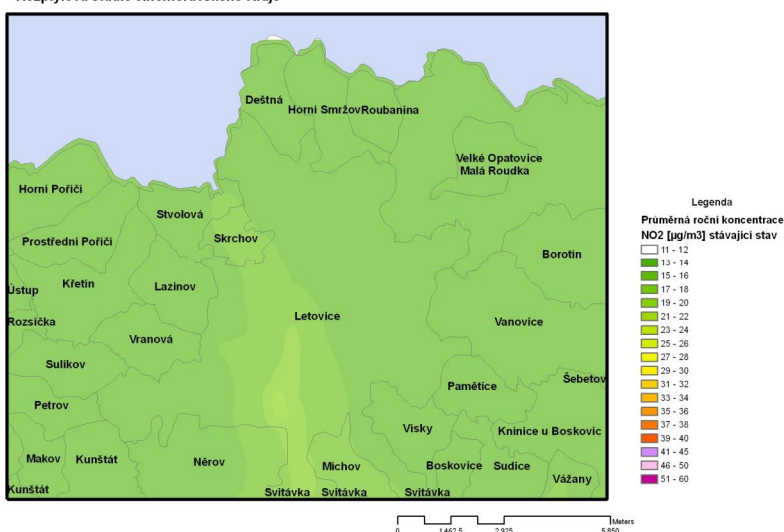 Deštná
Horní Smržov
Roubanina
Velké Opatovice
Malá Roudka
Horní Poříčí
Stvolová
Prostřední Poříčí
Skrchov
Borotín
Ústup
Křetín
Lazinov
Letovice
Vanovice
Rozsíčka
Vranová
Sulíkov
Šebetov
Pamětice
Petrov
Visky
Kninice u Boskovic
Makov
Kunštát
Něrov
Míchov
Boskovice
Sudice
Vážany
Kunštát
Svitávka
Svitávka
Svitávka
Legenda
Průměrná roční koncentrace
NO2 [µg/m3] stávající stav
11 - 12
13 - 14
15 - 16
17 - 18
19 - 20
21 - 22
23 - 24
25 - 26
27 - 28
29 - 30
31 - 32
33 - 34
35 - 36
37 - 38
39 - 40
41 - 45
46 - 50
51 - 60
Meters
0 1 462,5 2 925 5 850